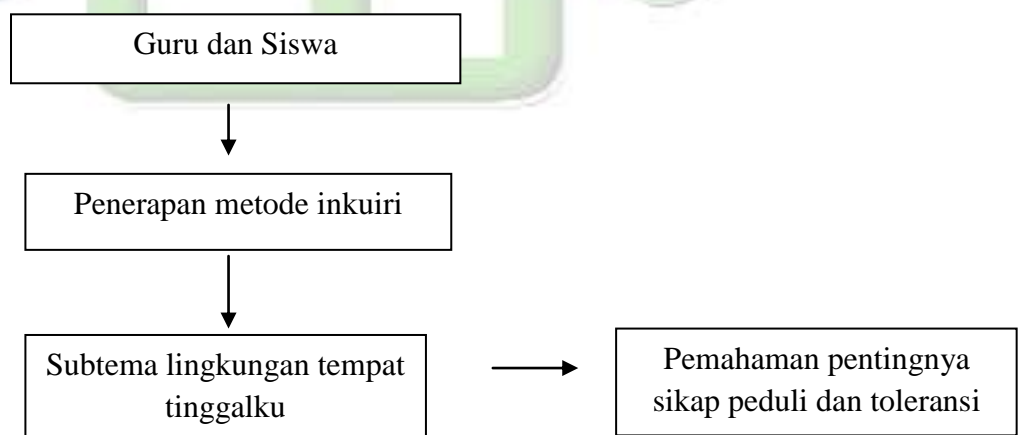 Guru dan Siswa
Penerapan metode inkuiri
Subtema lingkungan tempat
tinggalku
Pemahaman pentingnya
sikap peduli dan toleransi